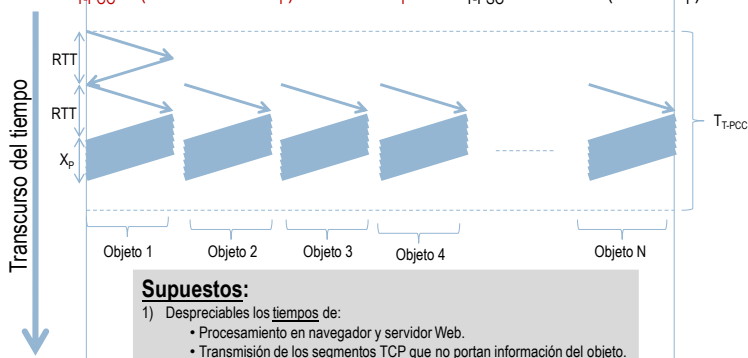 Transcurso del tiempo
RTT
RTT
X_P
T_T-PCC
Objeto 1
Objeto 2
Objeto 3
Objeto 4
Objeto N
Supuestos:
1) Despreciables los tiempos de:
• Procesamiento en navegador y servidor Web.
• Transmisión de los segmentos TCP que no portan información del objeto.